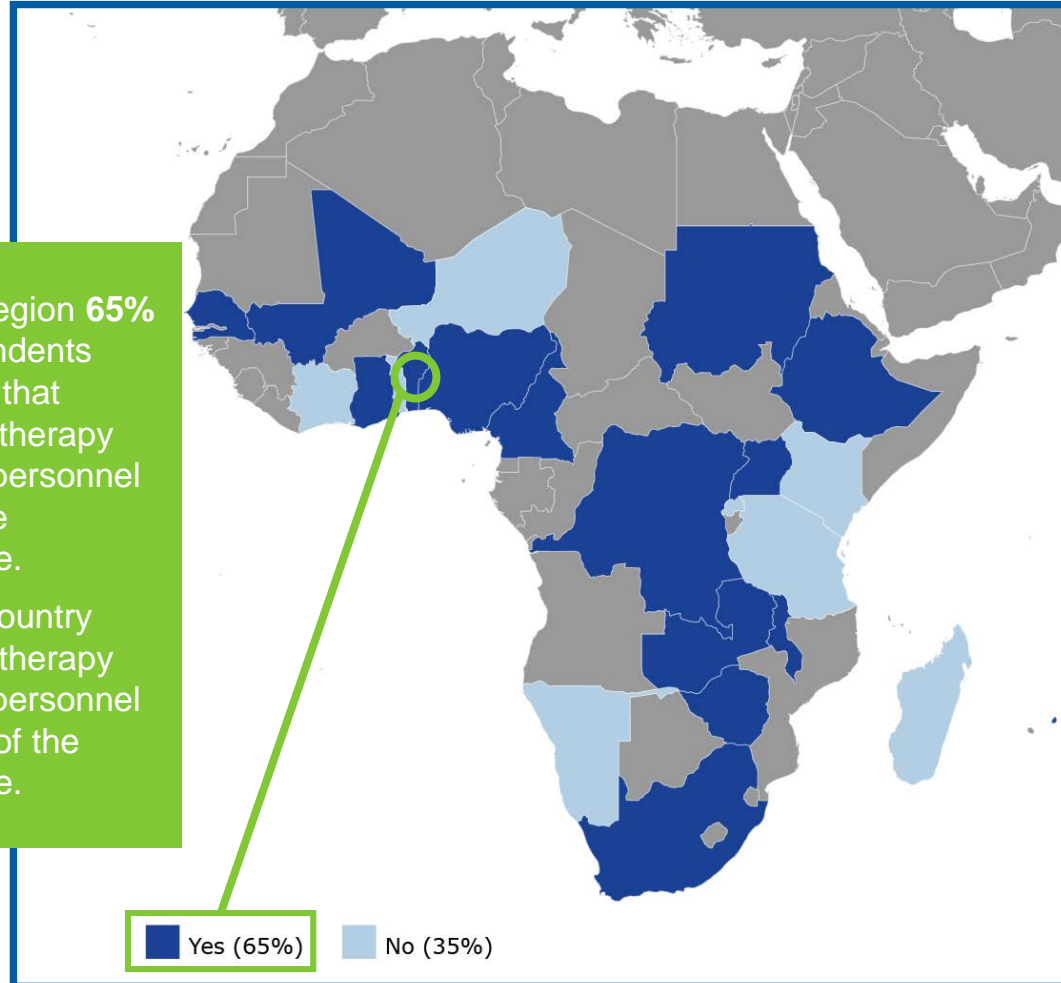 egion 65%
ndents
that
therapy
personnel
e
e.
ountry
therapy
personnel
of the
e.
Yes (65%)
No (35%)